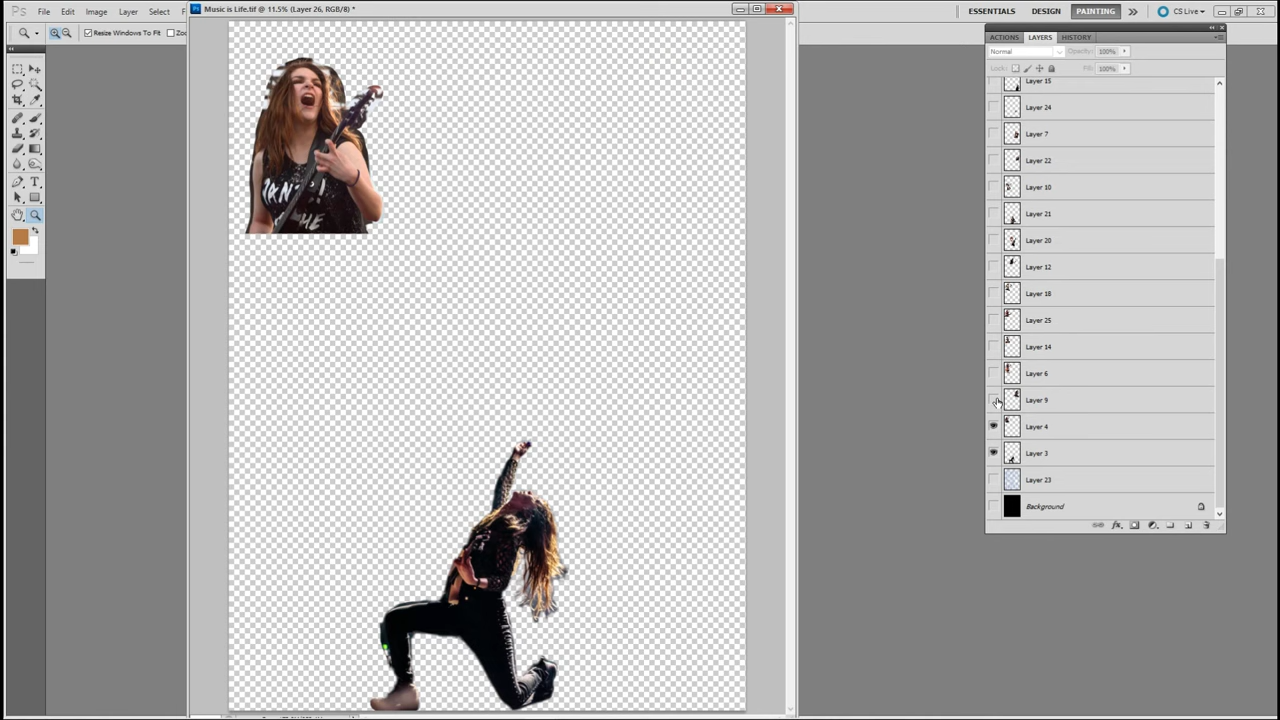 PS File Edit Image Layer Select
Music is Life.tif @ 11.5% (Layer 26, RGB/8) *
ESSENTIALS DESIGN PAINTING CS Live
Resize Windows To Fit
ACTIONS LAYERS HISTORY
Normal Opacity: 100%
Lock: Fill: 100%
Layer 15
Layer 24
Layer 7
Layer 22
Layer 10
Layer 21
Layer 20
Layer 12
Layer 18
Layer 25
Layer 14
Layer 6
Layer 9
Layer 4
Layer 3
Layer 23
Background